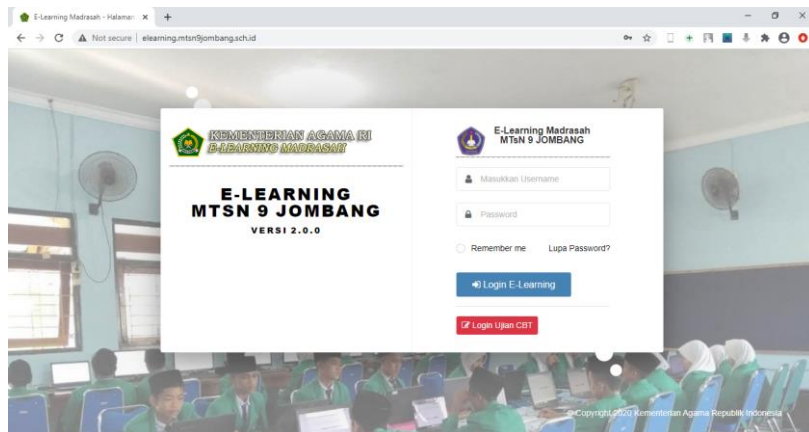 E-Learning Madrasah - Halaman
Not secure | elearning.mtsn9jombang.sch.id
KEMENTERIAN AGAMA RI
E-LEARNING MADRASAH
E-LEARNING
MTSN 9 JOMBANG
VERSI 2.0.0
E-Learning Madrasah
MTsN 9 JOMBANG
Masukkan Username
Password
Remember me Lupa Password?
Login E-Learning
Login Ujian CBT
© Copyright 2020 Kementerian Agama Republik Indonesia